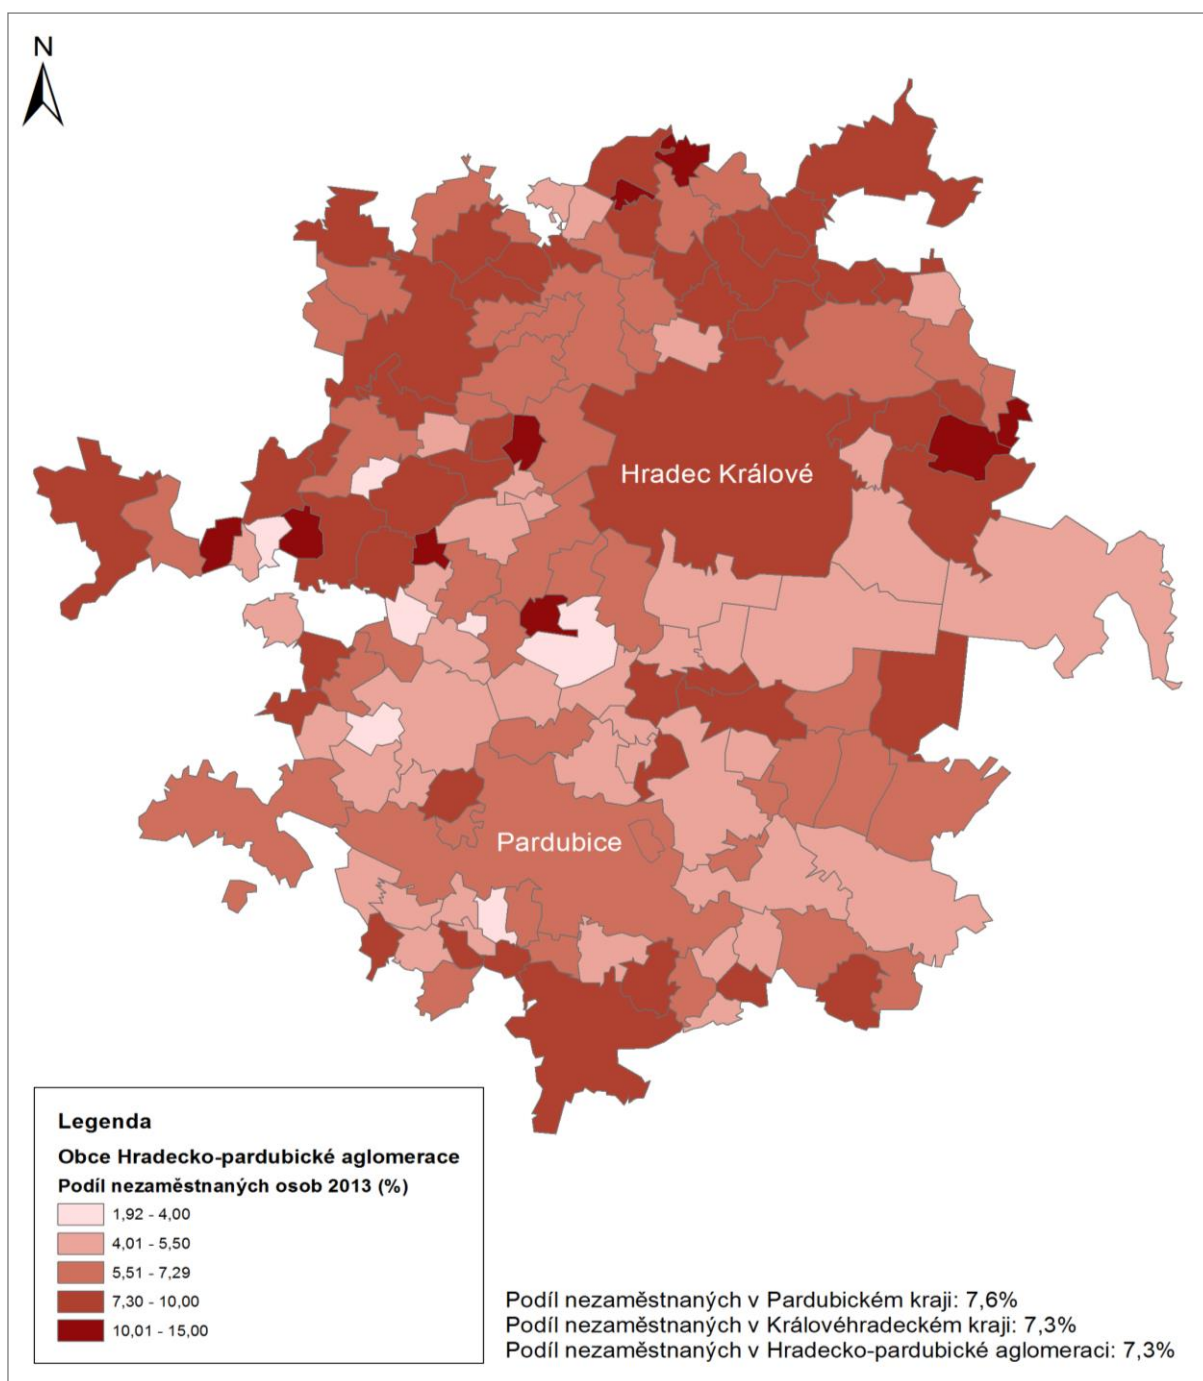 N
Hradec Králové
Pardubice
Legenda
Obce Hradecko-pardubické aglomerace
Podíl nezaměstnaných osob 2013 (%)
1,92 - 4,00
4,01 - 5,50
5,51 - 7,29
7,30 - 10,00
10,01 - 15,00
Podíl nezaměstnaných v Pardubickém kraji: 7,6%
Podíl nezaměstnaných v Královéhradeckém kraji: 7,3%
Podíl nezaměstnaných v Hradecko-pardubické aglomeraci: 7,3%